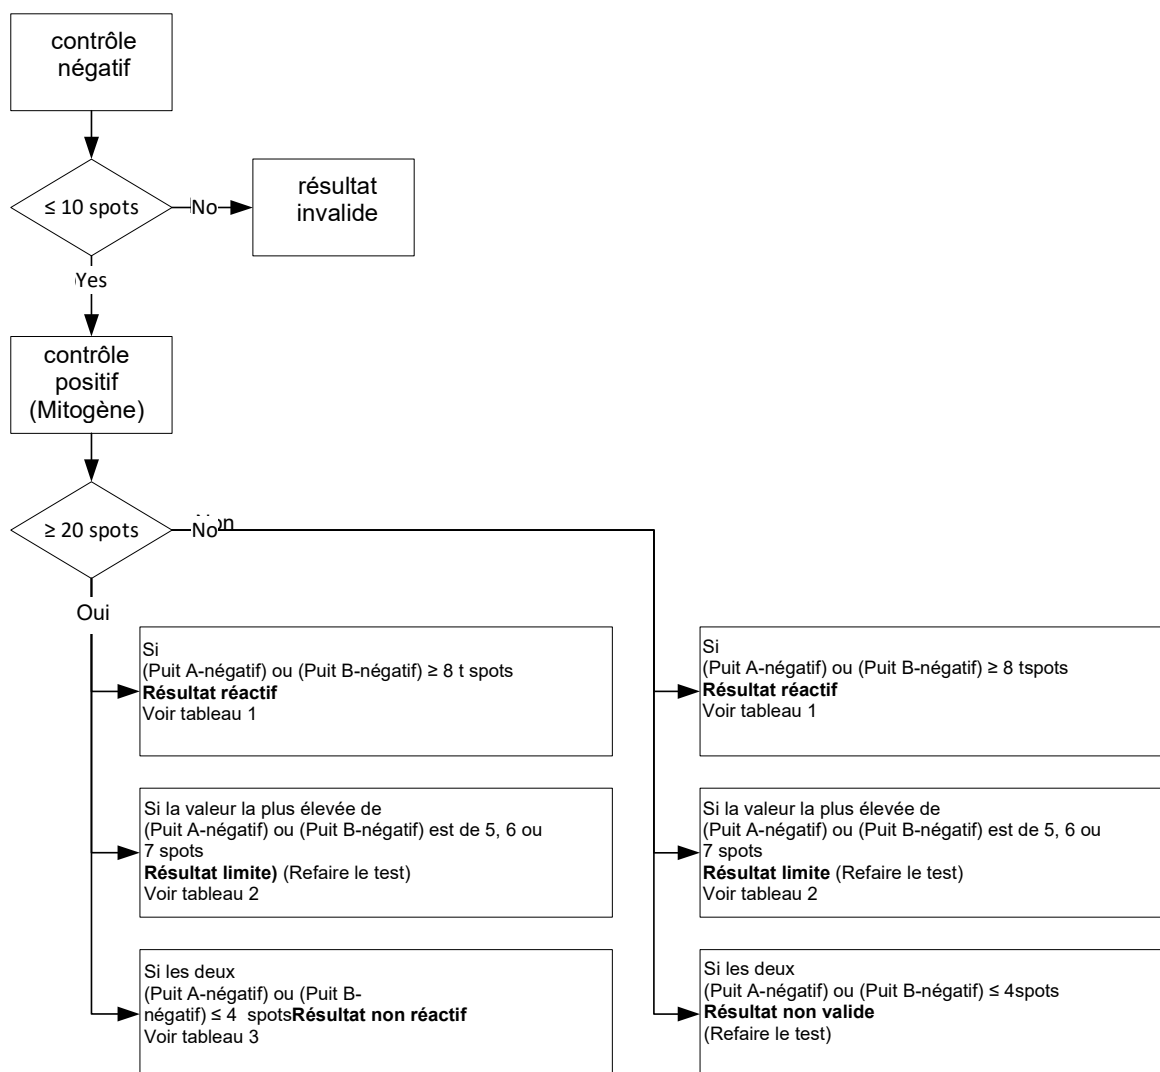 contrôle
négatif
≤ 10 spots
No
résultat
invalide
Yes
contrôle
positif
(Mitogène)
≥ 20 spots
No
Oui
Si
(Puit A-négatif) ou (Puit B-négatif) ≥ 8 t spots
Résultat réactif
Voir tableau 1
Si
(Puit A-négatif) ou (Puit B-négatif) ≥ 8 tspots
Résultat réactif
Voir tableau 1
Si la valeur la plus élevée de
(Puit A-négatif) ou (Puit B-négatif) est de 5, 6 ou
7 spots
Résultat limite) (Refaire le test)
Voir tableau 2
Si la valeur la plus élevée de
(Puit A-négatif) ou (Puit B-négatif) est de 5, 6 ou
7 spots
Résultat limite (Refaire le test)
Voir tableau 2
Si les deux
(Puit A-négatif) ou (Puit B-
négatif) ≤ 4  spotsRésultat non réactif
Voir tableau 3
Si les deux
(Puit A-négatif) ou (Puit B-négatif) ≤ 4spots
Résultat non valide
(Refaire le test)